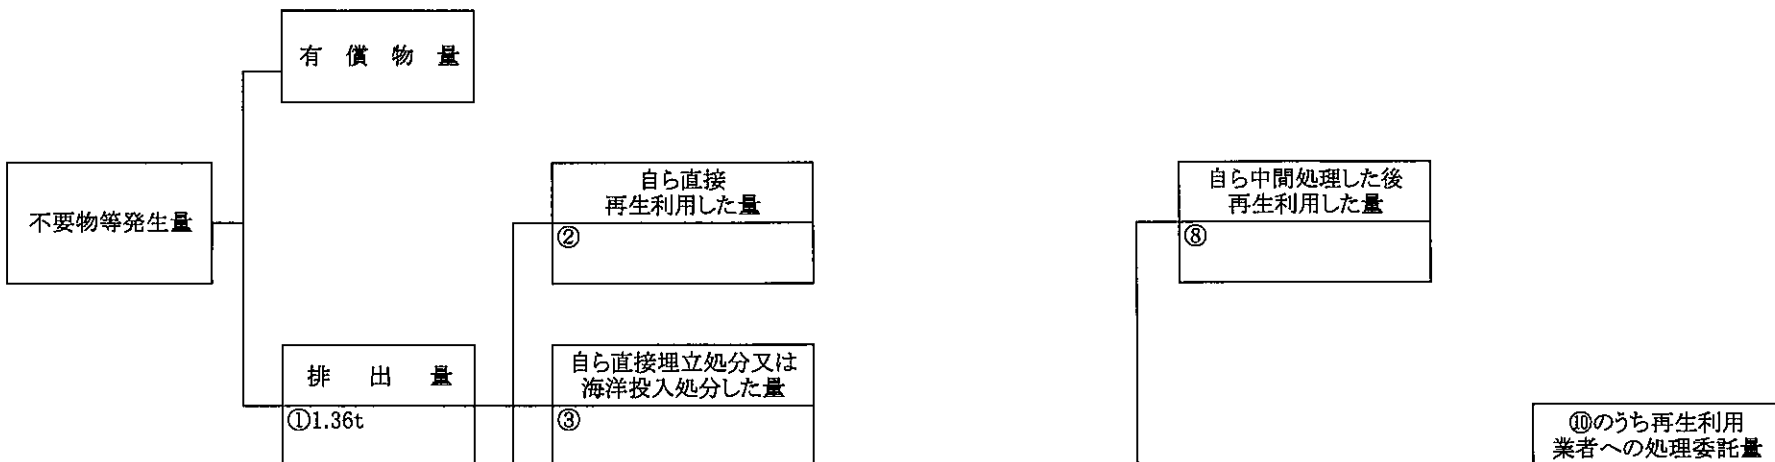 有償物量
不要物等発生量
自ら直接
再生利用した量
②
自ら中間処理した後
再生利用した量
⑧
排出量
①1.36t
自ら直接埋立処分又は
海洋投入処分した量
③
⑩のうち再生利用
業者への処理委託量